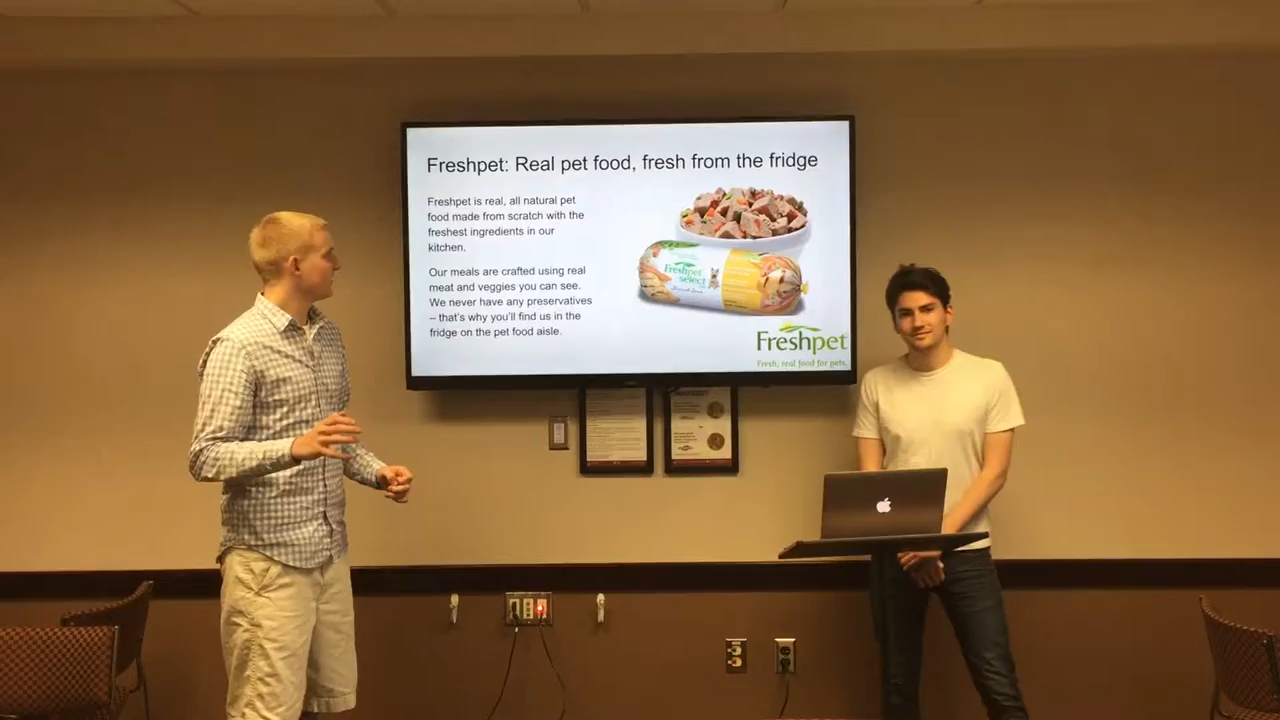 Freshpet: Real pet food, fresh from the fridge
Freshpet is real, all natural pet
food made from scratch with the
freshest ingredients in our
kitchen.
Our meals are crafted using real
meat and veggies you can see.
We never have any preservatives
– that's why you'll find us in the
fridge on the pet food aisle.
Freshpet
select
Freshpet
Fresh, real food for pets.